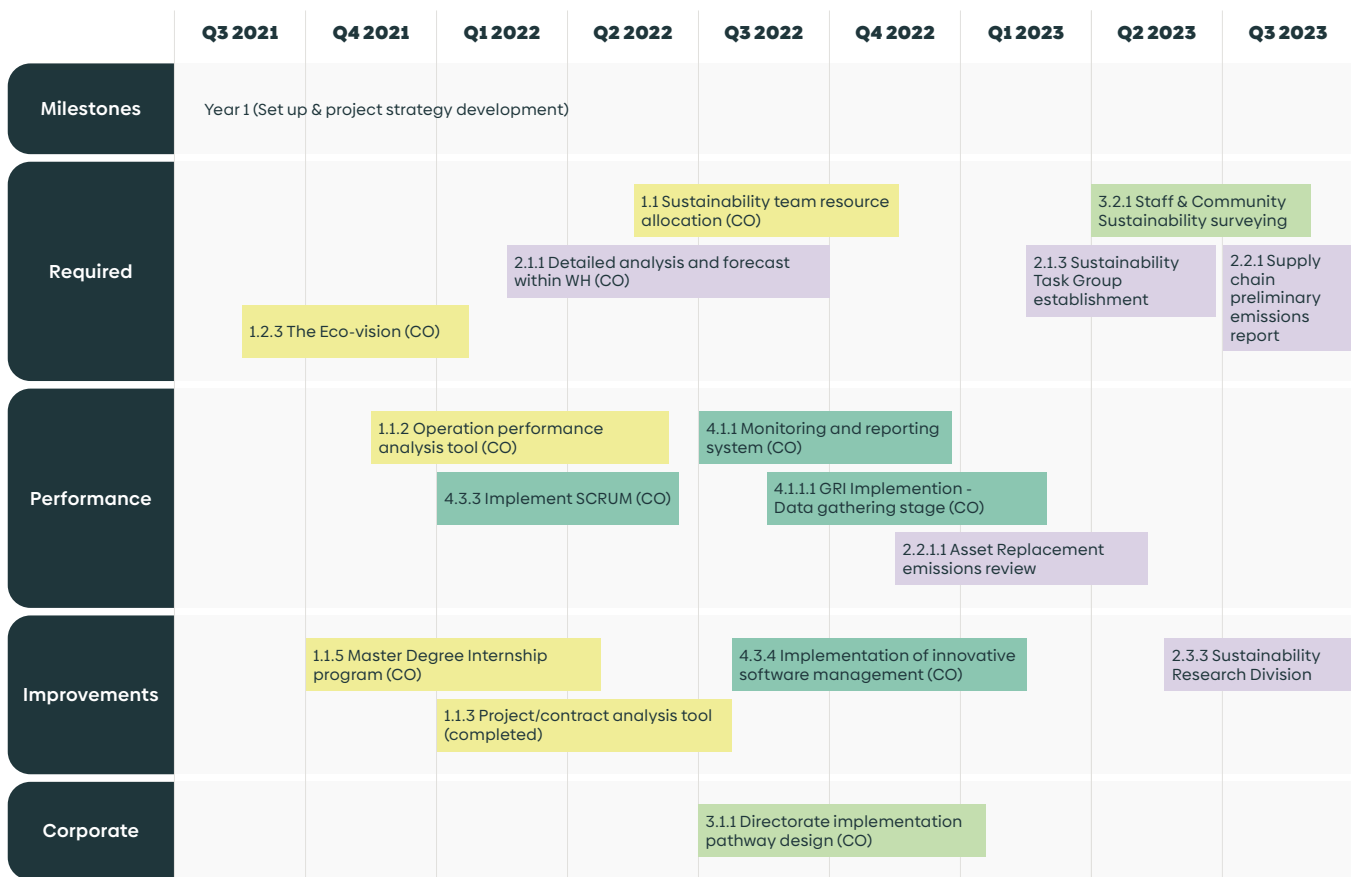 Q3 2021
Q4 2021
Q1 2022
Q2 2022
Q3 2022
Q4 2022
Q1 2023
Q2 2023
Q3 2023
Milestones
Year 1 (Set up & project strategy development)
Required
1.1 Sustainability team resource
allocation (CO)
3.2.1 Staff & Community
Sustainability surveying
2.1.1 Detailed analysis and forecast
within WH (CO)
2.1.3 Sustainability
Task Group
establishment
2.2.1 Supply
chain
preliminary
emissions
report
1.2.3 The Eco-vision (CO)
Performance
1.1.2 Operation performance
analysis tool (CO)
4.1.1 Monitoring and reporting
system (CO)
4.3.3 Implement SCRUM (CO)
4.1.1.1 GRI Implemention -
Data gathering stage (CO)
2.2.1.1 Asset Replacement
emissions review
Improvements
1.1.5 Master Degree Internship
program (CO)
4.3.4 Implementation of innovative
software management (CO)
2.3.3 Sustainability
Research Division
1.1.3 Project/contract analysis tool
(completed)
Corporate
3.1.1 Directorate implementation
pathway design (CO)